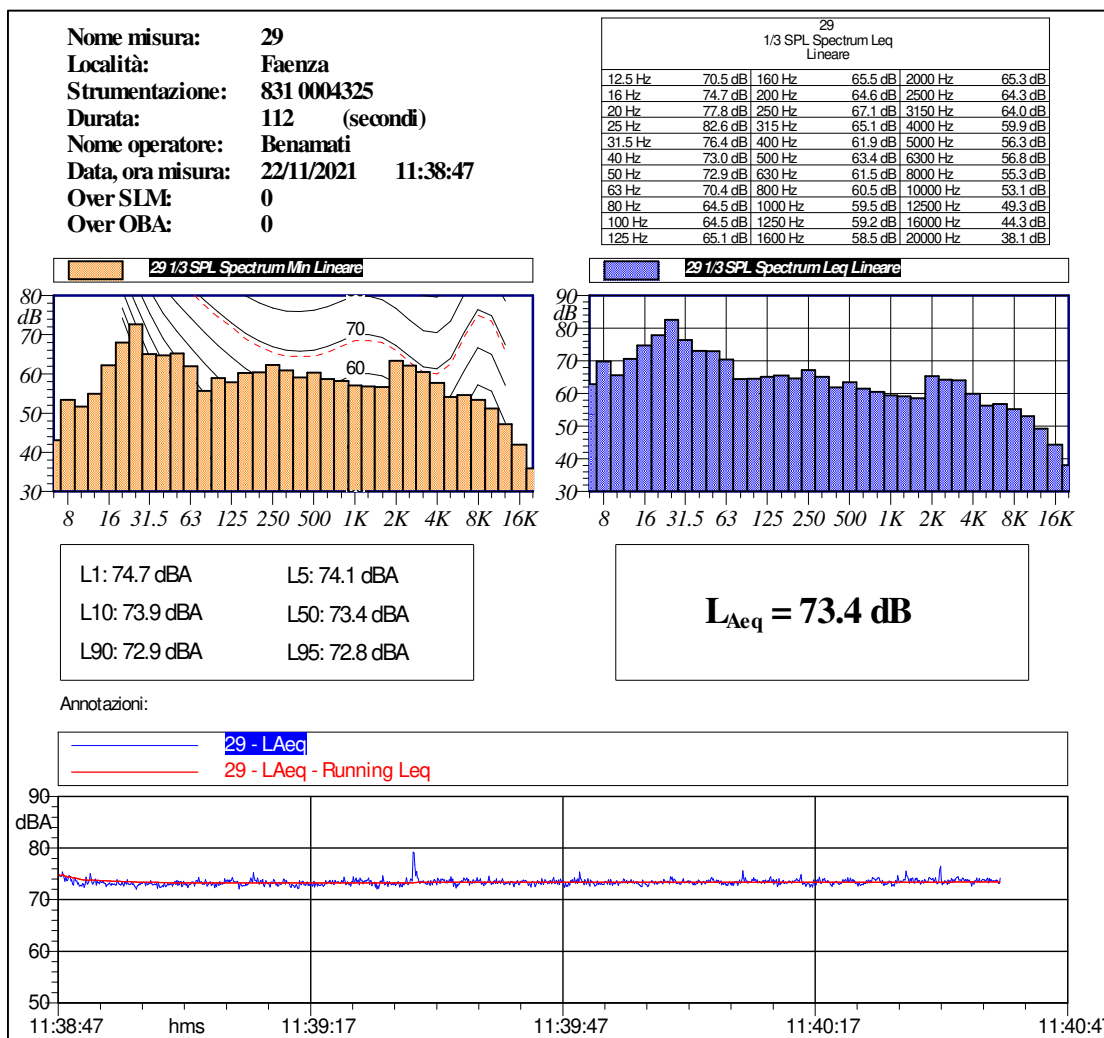 Nome misura: 29
Località: Faenza
Strumentazione: 831 0004325
Durata: 112 (secondi)
Nome operatore: Benamati
Data, ora misura: 22/11/2021 11:38:47
Over SLM: 0
Over OBA: 0
29
1/3 SPL Spectrum Leq
Lineare
12.5 Hz 70.5 dB 160 Hz 65.5 dB 2000 Hz 65.3 dB
16 Hz 74.7 dB 200 Hz 64.6 dB 2500 Hz 64.3 dB
20 Hz 77.8 dB 250 Hz 67.1 dB 3150 Hz 64.0 dB
25 Hz 82.6 dB 315 Hz 65.1 dB 4000 Hz 59.9 dB
31.5 Hz 76.4 dB 400 Hz 61.9 dB 5000 Hz 56.3 dB
40 Hz 73.0 dB 500 Hz 63.4 dB 6300 Hz 56.8 dB
50 Hz 72.9 dB 630 Hz 61.5 dB 8000 Hz 55.3 dB
63 Hz 70.4 dB 800 Hz 60.5 dB 10000 Hz 53.1 dB
80 Hz 64.5 dB 1000 Hz 59.5 dB 12500 Hz 49.3 dB
100 Hz 64.5 dB 1250 Hz 59.2 dB 16000 Hz 44.3 dB
125 Hz 65.1 dB 1600 Hz 58.5 dB 20000 Hz 38.1 dB
29 1/3 SPL Spectrum Min Lineare
80
dB
70
60
50
40
30
70
60
8 16 31.5 63 125 250 500 1K 2K 4K 8K 16K
29 1/3 SPL Spectrum Leq Lineare
90
dB
80
70
60
50
40
30
8 16 31.5 63 125 250 500 1K 2K 4K 8K 16K
L1: 74.7 dBA L5: 74.1 dBA
L10: 73.9 dBA L50: 73.4 dBA
L90: 72.9 dBA L95: 72.8 dBA
LAeq = 73.4 dB
Annotazioni:
29 - LAeq
29 - LAeq - Running Leq
90
dBA
80
70
60
50
11:38:47 hms 11:39:17 11:39:47 11:40:17 11:40:47